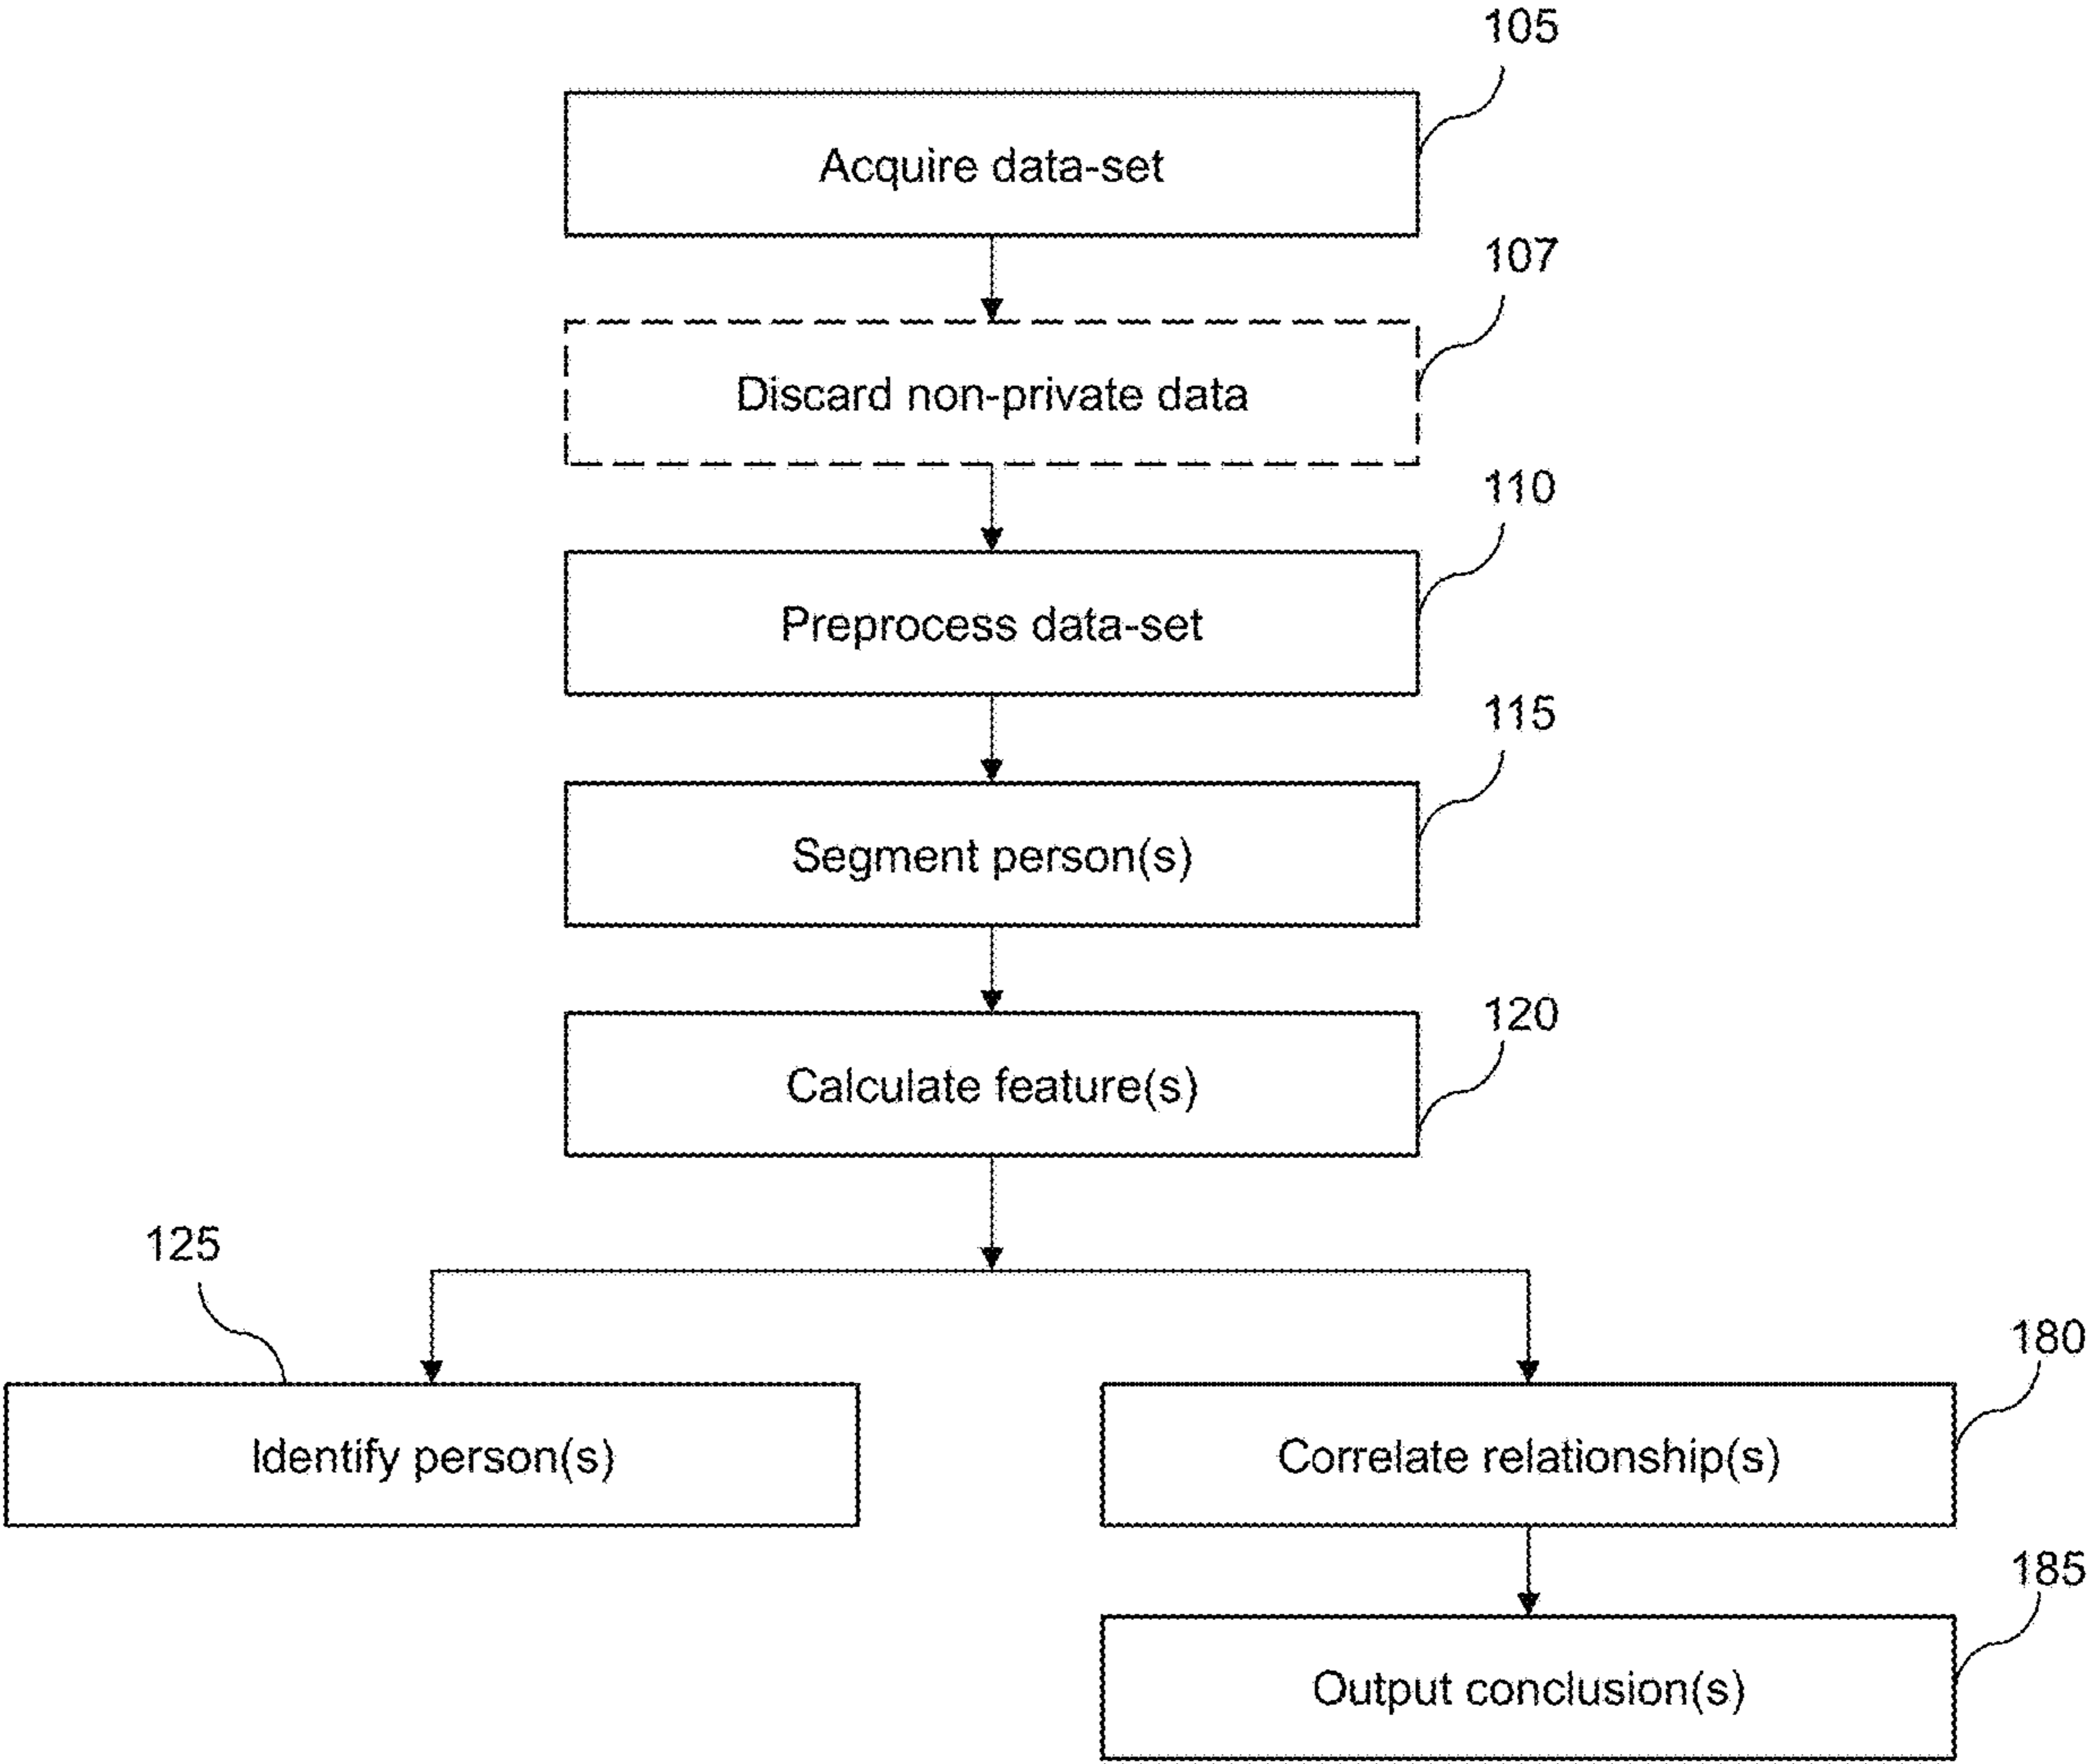 105
Acquire data-set
107
Discard non-private data
110
Preprocess data-set
115
Segment person(s)
120
Calculate feature(s)
125
Identify person(s)
180
Correlate relationship(s)
185
Output conclusion(s)